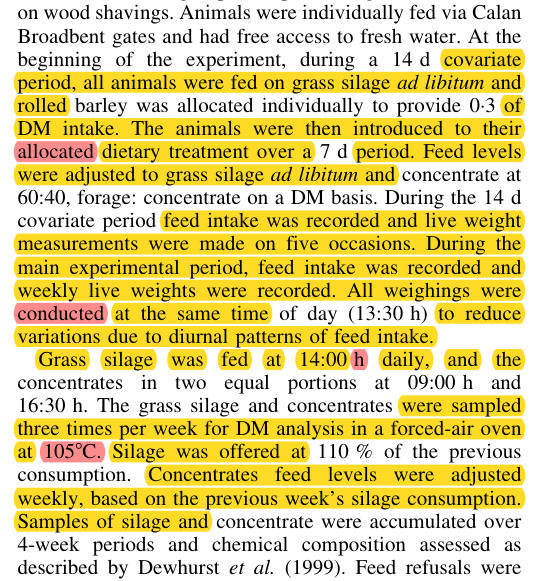 on wood shavings. Animals were individually fed via Calan
Broadbent gates and had free access to fresh water. At the
beginning of the experiment, during a 14 d covariate
period, all animals were fed on grass silage ad libitum and
rolled barley was allocated individually to provide 0·3 of
DM intake. The animals were then introduced to their
allocated dietary treatment over a 7 d period. Feed levels
were adjusted to grass silage ad libitum and concentrate at
60:40, forage: concentrate on a DM basis. During the 14 d
covariate period feed intake was recorded and live weight
measurements were made on five occasions. During the
main experimental period, feed intake was recorded and
weekly live weights were recorded. All weighings were
conducted at the same time of day (13:30 h) to reduce
variations due to diurnal patterns of feed intake.
Grass silage was fed at 14:00 h daily, and the
concentrates in two equal portions at 09:00 h and
16:30 h. The grass silage and concentrates were sampled
three times per week for DM analysis in a forced-air oven
at 105°C. Silage was offered at 110 % of the previous
consumption. Concentrates feed levels were adjusted
weekly, based on the previous week's silage consumption.
Samples of silage and concentrate were accumulated over
4-week periods and chemical composition assessed as
described by Dewhurst et al. (1999). Feed refusals were